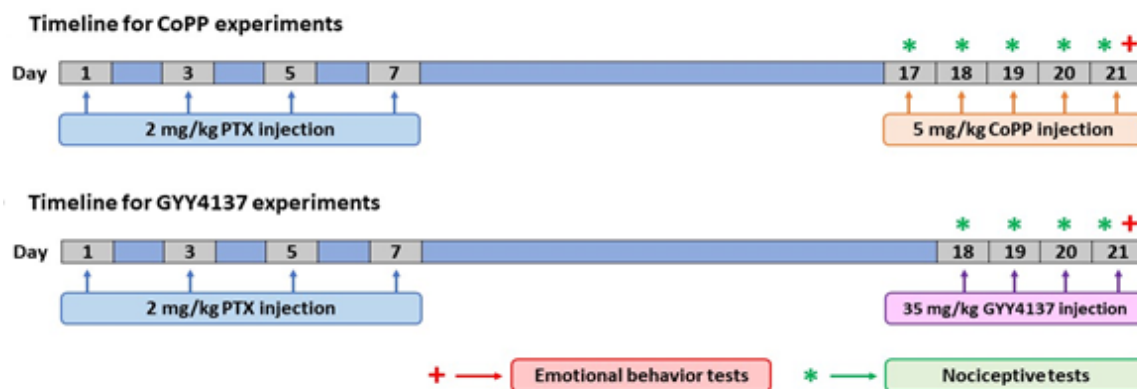 Timeline for CoPP experiments
* * * * * +
Day 1 3 5 7 17 18 19 20 21
2 mg/kg PTX injection 5 mg/kg CoPP injection
Timeline for GYY4137 experiments
* * * * +
Day 1 3 5 7 18 19 20 21
2 mg/kg PTX injection 35 mg/kg GYY4137 injection
+ Emotional behavior tests * Nociceptive tests